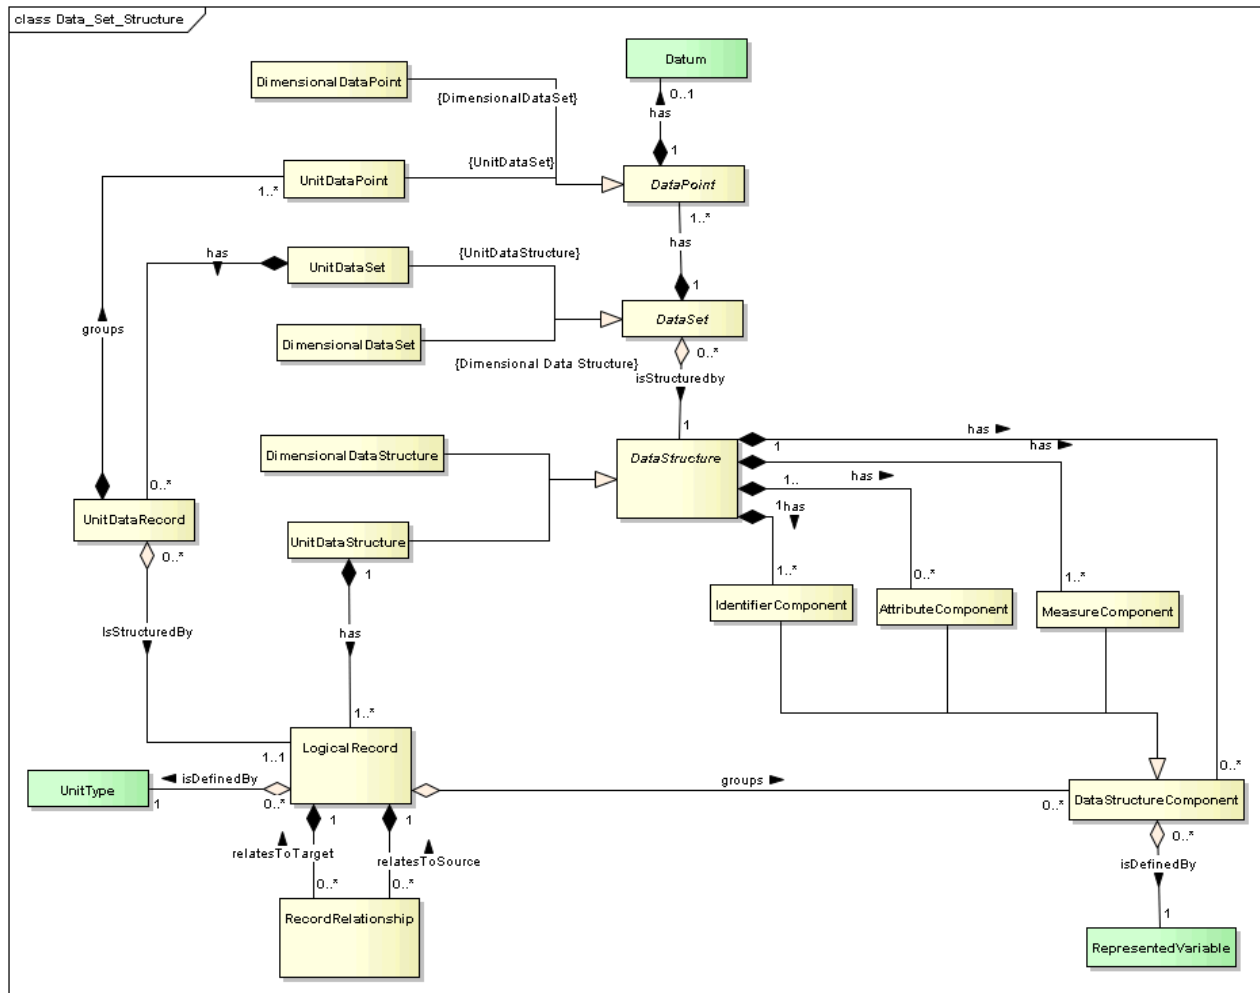 class Data_Set_Structure
Datum
DimensionalDataPoint
{DimensionalDataSet}
0..1
has
1
{UnitDataSet}
UnitDataPoint
1..*
DataPoint
1..*
has
has
{UnitDataStructure}
UnitDataSet
1
DataSet
groups
DimensionalDataSet
{Dimensional Data Structure}
0..*
isStructuredby
1
has
1
has
DimensionalDataStructure
DataStructure
1..
has
0..*
1
has
UnitDataRecord
UnitDataStructure
0..*
1
1..*
0..*
1..*
IdentifierComponent
AttributeComponent
MeasureComponent
IsStructuredBy
has
1..*
1..1
LogicalRecord
0..*
UnitType
1
isDefinedBy
0..*
groups
0..*
DataStructureComponent
1
1
0..*
relatesToTarget
relatesToSource
isDefinedBy
0..*
0..*
1
RecordRelationship
RepresentedVariable